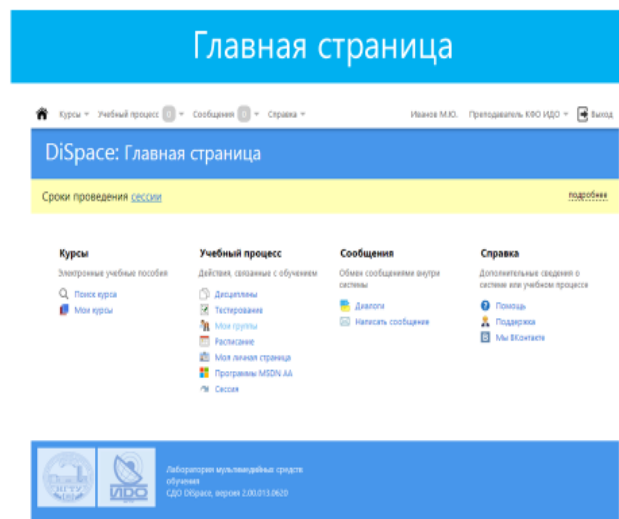 Главная страница
Курсы Учебный процесс 0 Сообщения 0 Справка Иванов М.Ю. Преподаватель КФО ИДО Выход
DiSpace: Главная страница
Сроки проведения сессии подробнее
Курсы
Электронные учебные пособия
Поиск курса
Мои курсы
Учебный процесс
Действия, связанные с обучением
Дисциплины
Тестирование
Мои группы
Расписание
Моя личная страница
Программы MSDN AA
Сессия
Сообщения
Обмен сообщениями внутри
системы
Диалоги
Написать сообщение
Справка
Дополнительные сведения о
системе или учебном процессе
Помощь
Поддержка
Мы ВКонтакте
НГТУ
ИДО
Лаборатория мультимедийных средств
обучения
СДО DiSpace, версия 2.00.013.0620